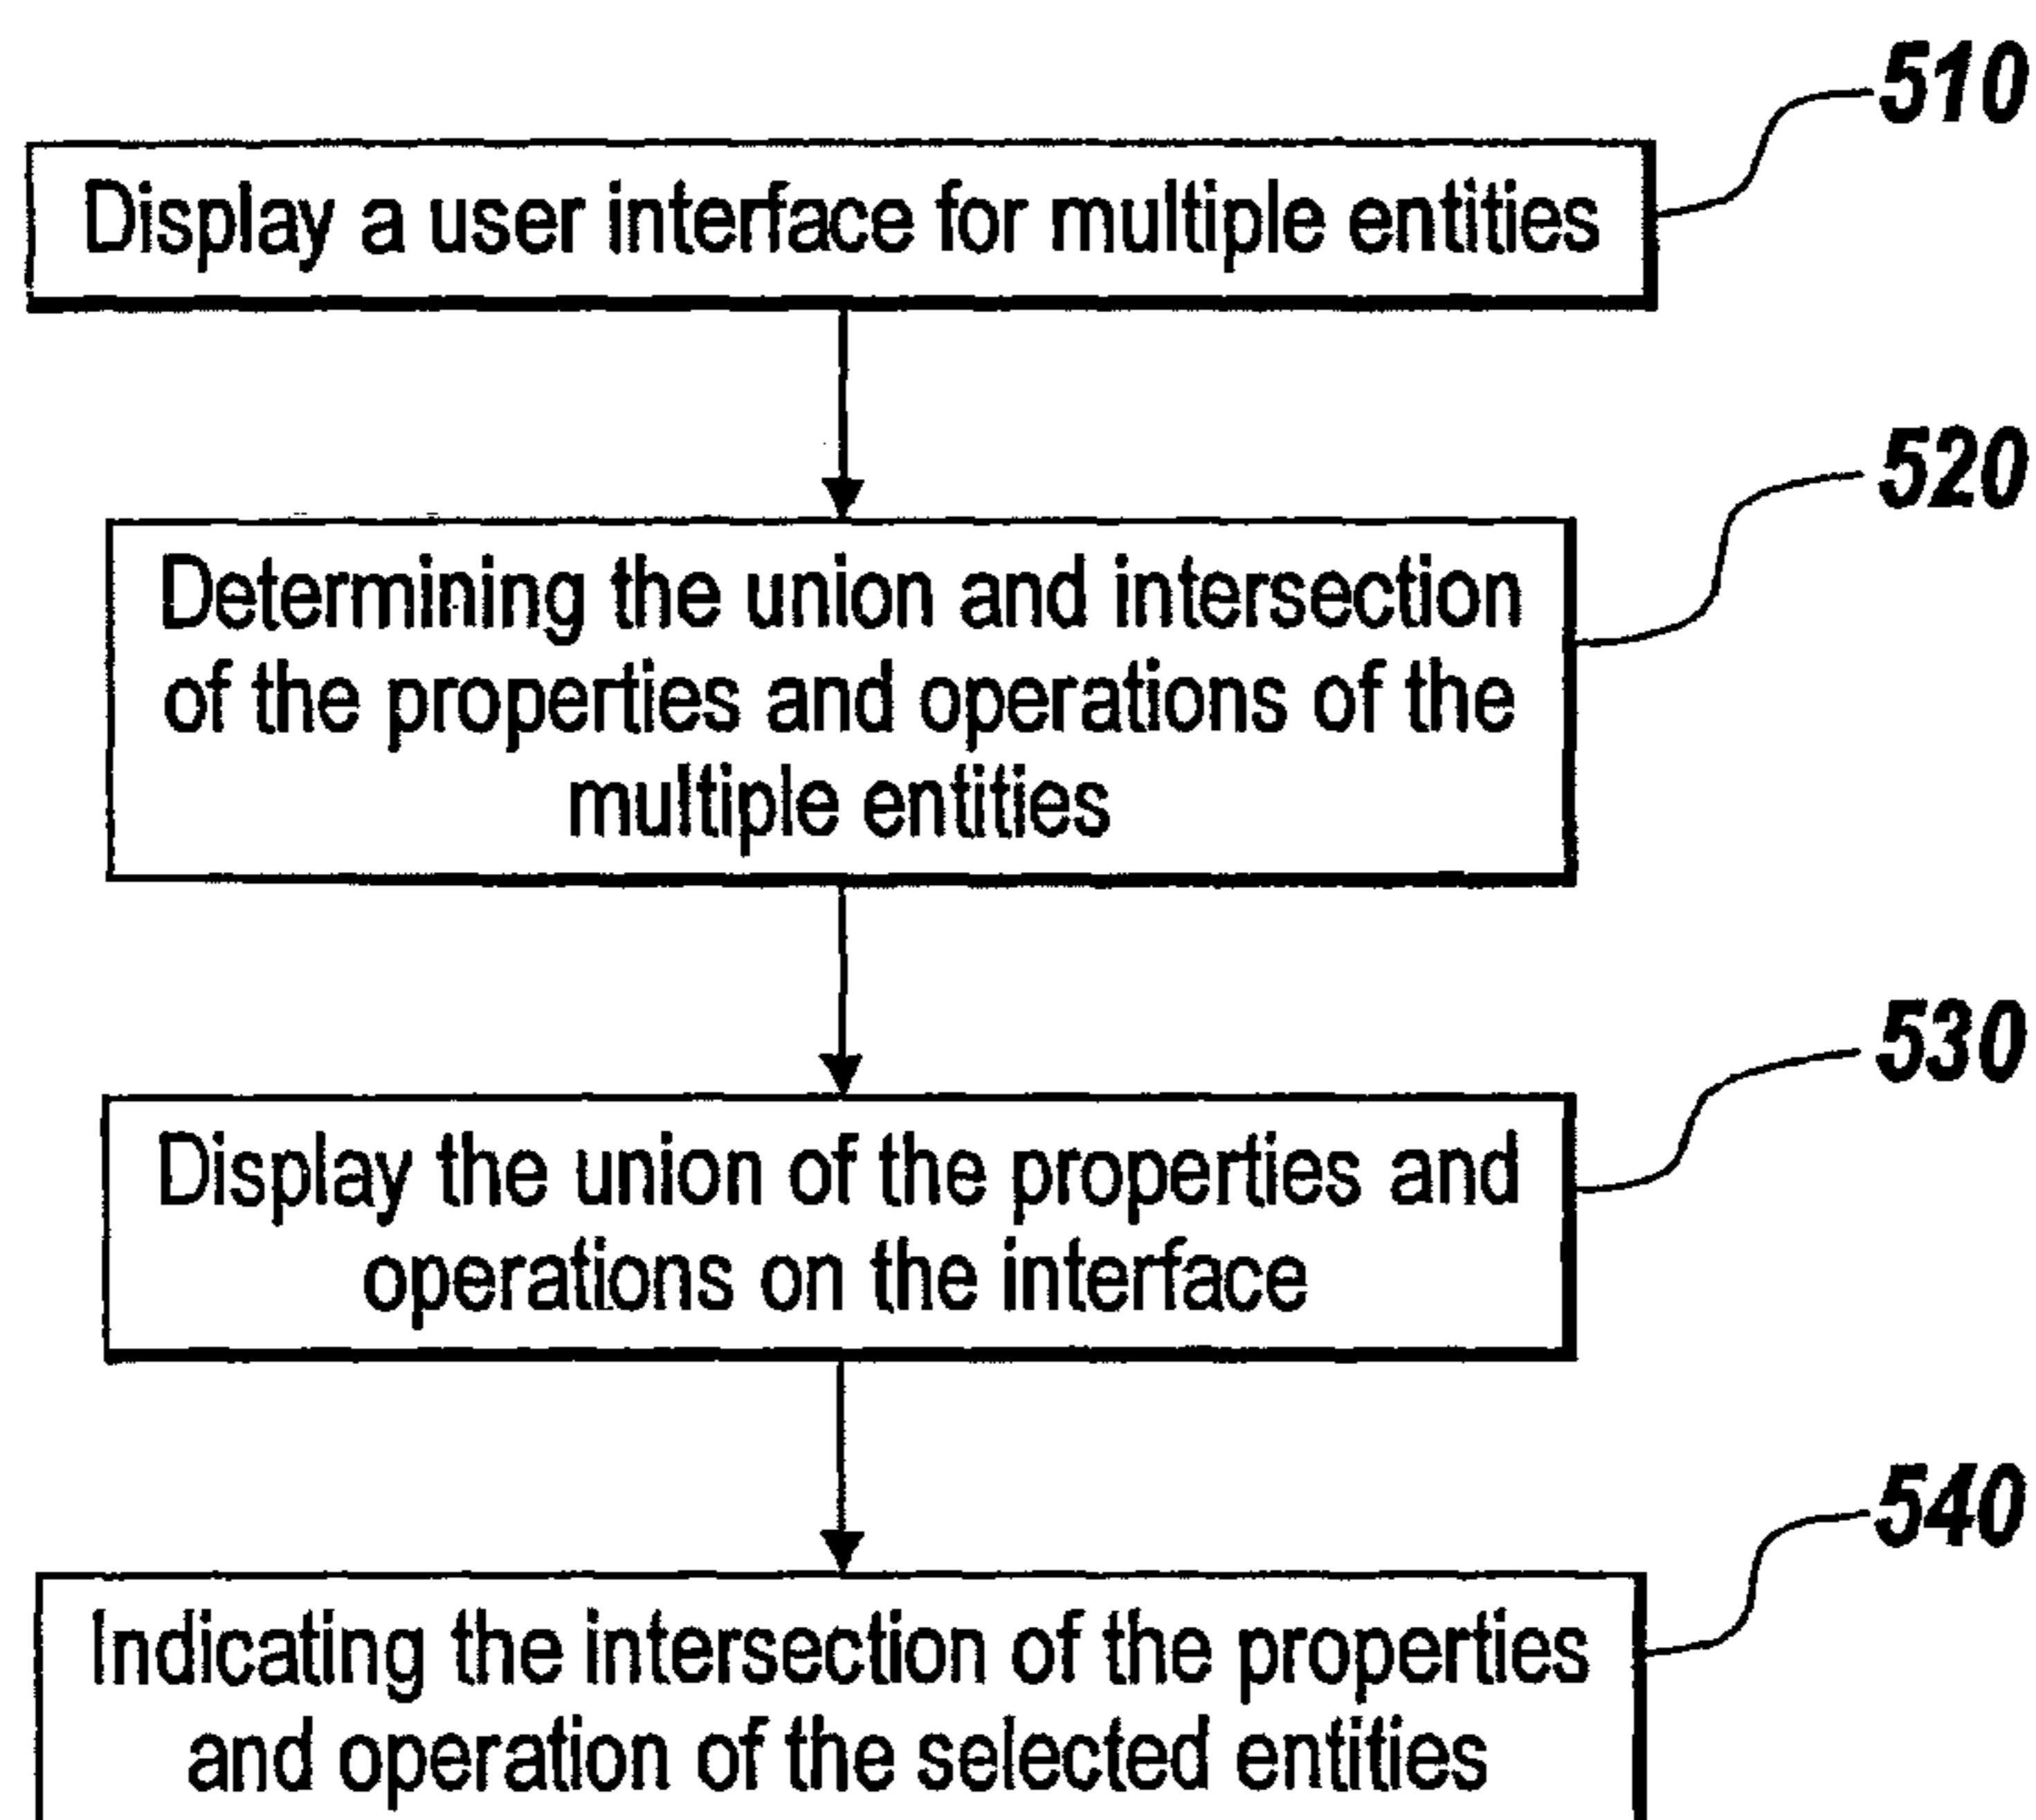 510
Display a user interface for multiple entities
520
Determining the union and intersection
of the properties and operations of the
multiple entities
530
Display the union of the properties and
operations on the interface
540
Indicating the intersection of the properties
and operation of the selected entities